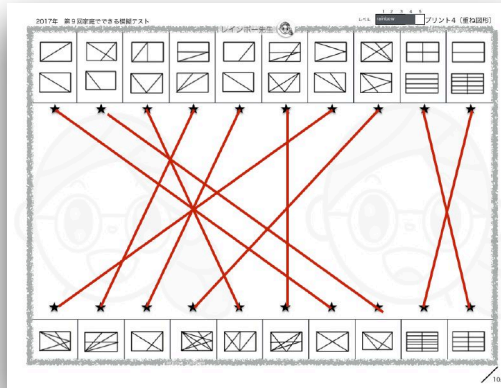 2017年　第9回家庭でできる模擬テスト
レインボー先生
レベル
1 2 3 4 5
rainbow
プリント4〔重ね図形〕
10